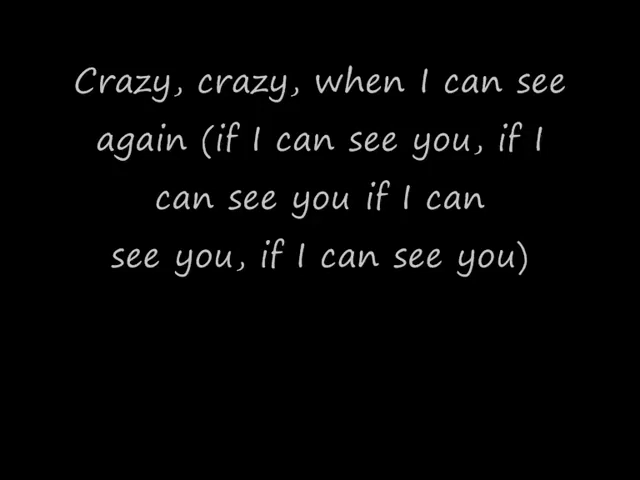 Crazy, crazy, when I can see
again (if I can see you, if I
can see you if I can
see you, if I can see you)